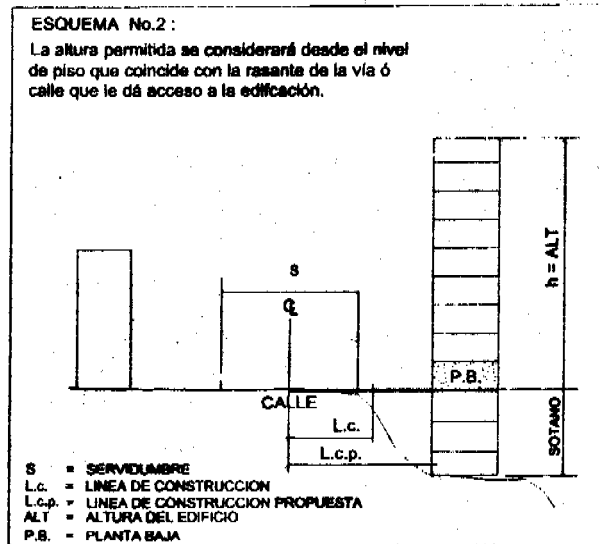 ESQUEMA No.2 :
La altura permitida se considerará desde el nivel
de piso que coincide con la rasante de la vía ó
calle que le dá acceso a la edificación.
S
℄
h = ALT
P.B.
CALLE
L.c.
SOTANO
L.c.p.
S = SERVIDUMBRE
L.c. = LINEA DE CONSTRUCCION
L.c.p. = LINEA DE CONSTRUCCION PROPUESTA
ALT = ALTURA DEL EDIFICIO
P.B. = PLANTA BAJA